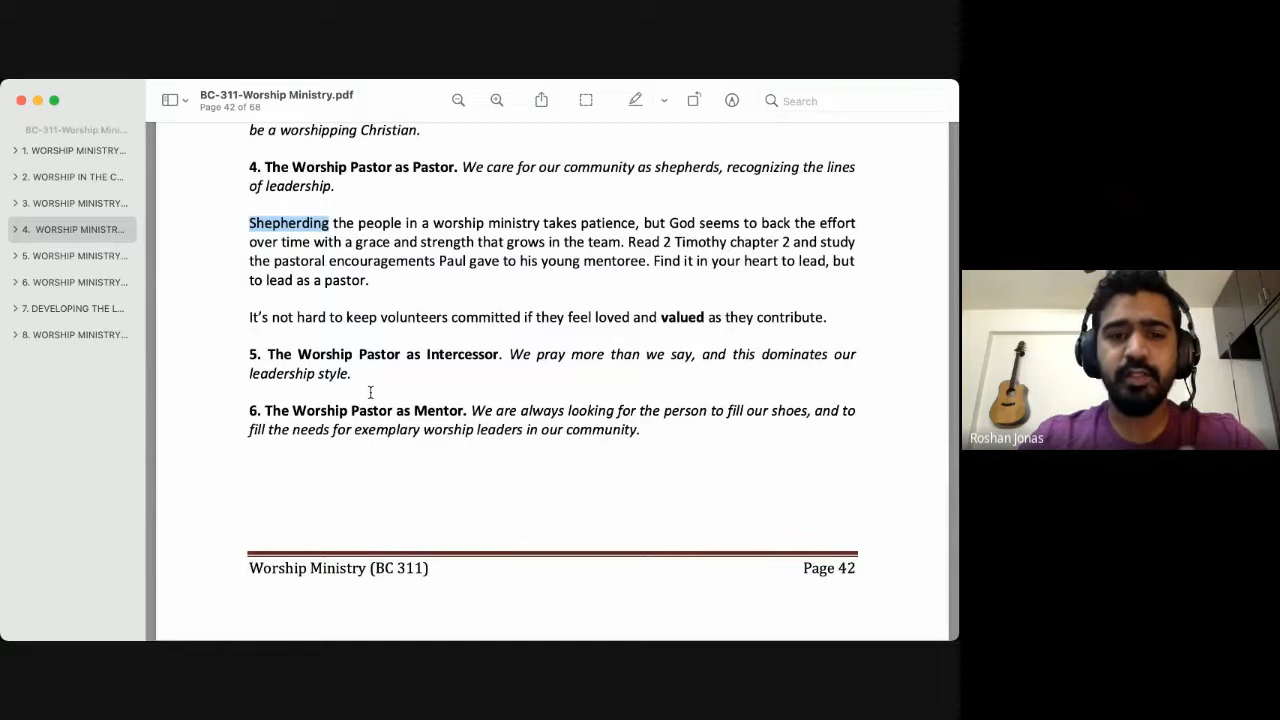 BC-311-Worship Ministry.pdf
Page 42 of 68
Search
BC-311-Worship Mini...
1. WORSHIP MINISTRY...
2. WORSHIP IN THE C...
3. WORSHIP MINISTRY...
4. WORSHIP MINISTR...
5. WORSHIP MINISTRY...
6. WORSHIP MINISTRY...
7. DEVELOPING THE L...
8. WORSHIP MINISTRY...
be a worshipping Christian.
4. The Worship Pastor as Pastor. We care for our community as shepherds, recognizing the lines
of leadership.
Shepherding the people in a worship ministry takes patience, but God seems to back the effort
over time with a grace and strength that grows in the team. Read 2 Timothy chapter 2 and study
the pastoral encouragements Paul gave to his young mentoree. Find it in your heart to lead, but
to lead as a pastor.
It’s not hard to keep volunteers committed if they feel loved and valued as they contribute.
5. The Worship Pastor as Intercessor. We pray more than we say, and this dominates our
leadership style.
6. The Worship Pastor as Mentor. We are always looking for the person to fill our shoes, and to
fill the needs for exemplary worship leaders in our community.
Worship Ministry (BC 311)
Page 42
Roshan Jonas